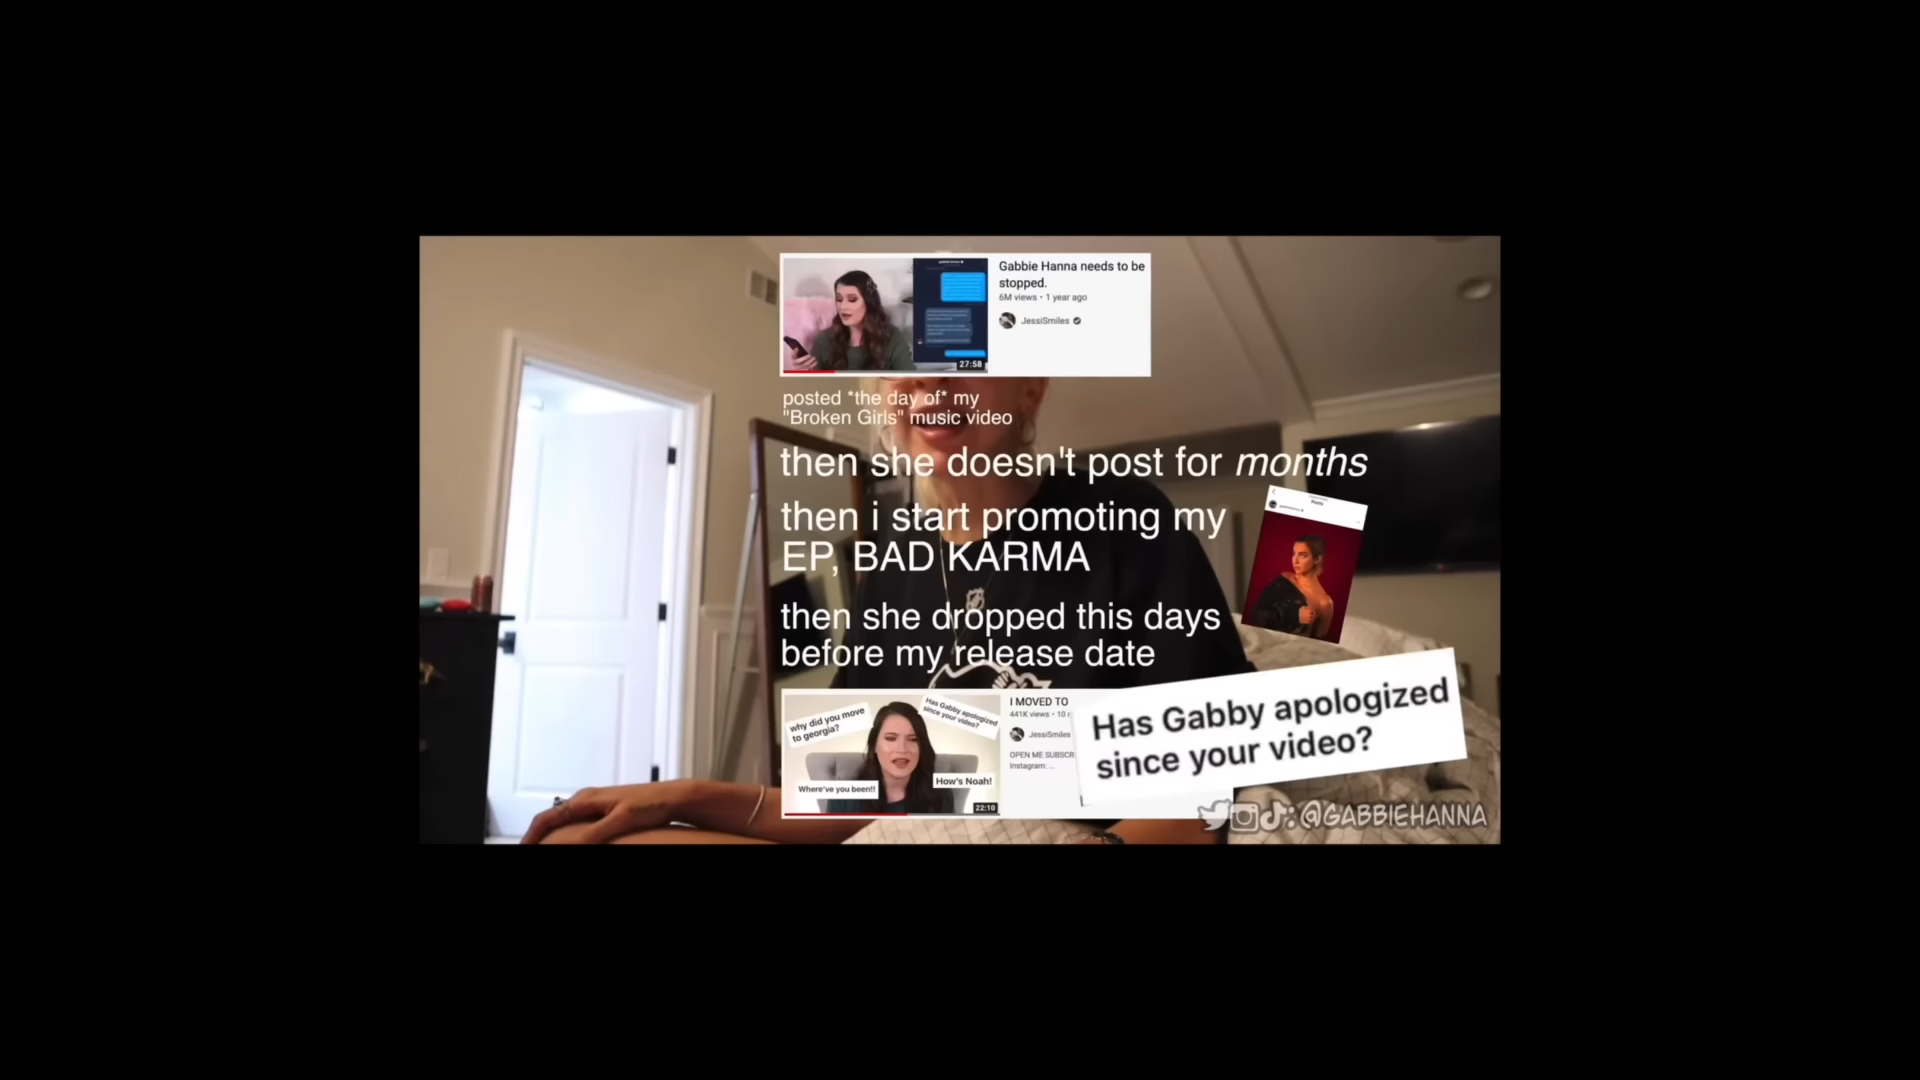 Gabbie Hanna needs to be
stopped.
6M views • 1 year ago
JessiSmiles
27:58
posted *the day of* my
"Broken Girls" music video
then she doesn't post for months
then i start promoting my
EP, BAD KARMA
then she dropped this days
before my release date
why did you move
to georgia?
Has Gabby apologized
since your video?
Where've you been!!
How's Noah!
22:10
I MOVED TO
441K views • 10
JessiSmiles
OPEN ME SUBSCR
Instagram: ...
Has Gabby apologized
since your video?
: @GABBIEHANNA